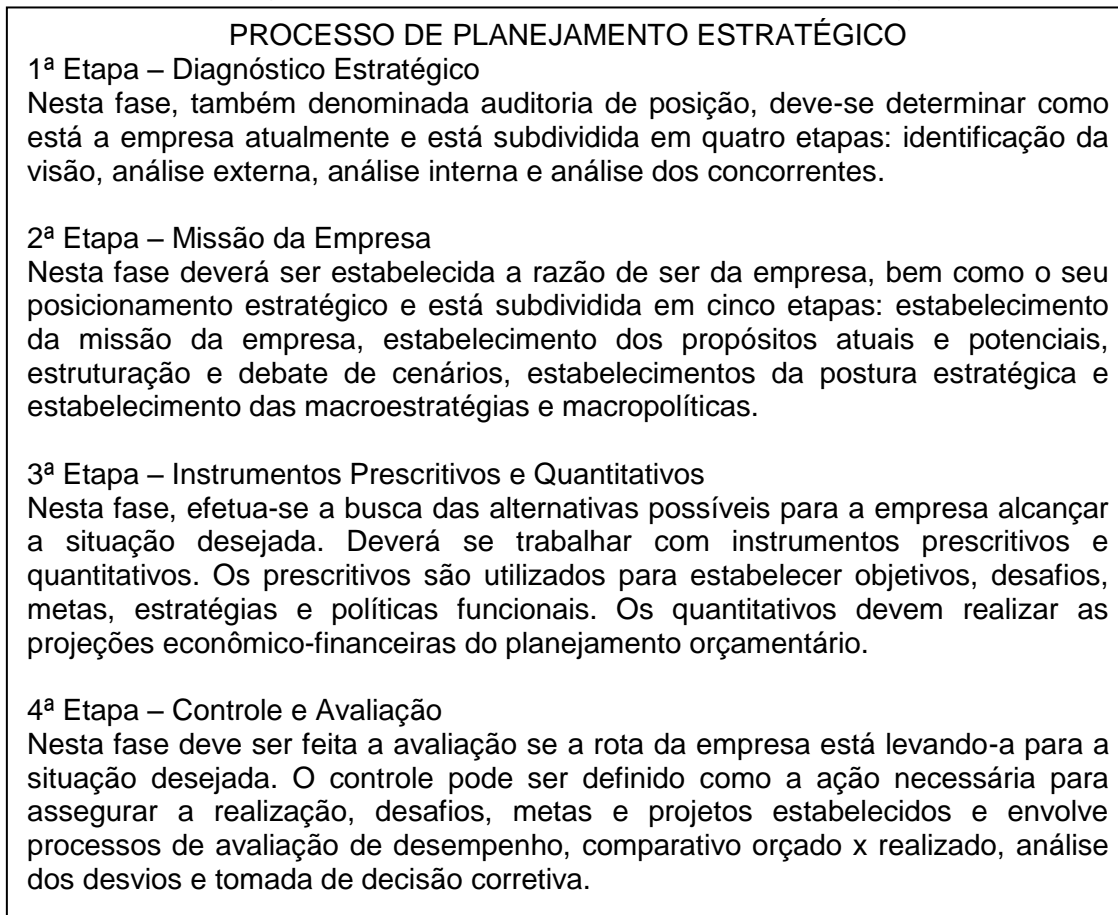 PROCESSO DE PLANEJAMENTO ESTRATÉGICO
1ª Etapa – Diagnóstico Estratégico
Nesta fase, também denominada auditoria de posição, deve-se determinar como
está a empresa atualmente e está subdividida em quatro etapas: identificação da
visão, análise externa, análise interna e análise dos concorrentes.
2ª Etapa – Missão da Empresa
Nesta fase deverá ser estabelecida a razão de ser da empresa, bem como o seu
posicionamento estratégico e está subdividida em cinco etapas: estabelecimento
da missão da empresa, estabelecimento dos propósitos atuais e potenciais,
estruturação e debate de cenários, estabelecimentos da postura estratégica e
estabelecimento das macroestratégias e macropolíticas.
3ª Etapa – Instrumentos Prescritivos e Quantitativos
Nesta fase, efetua-se a busca das alternativas possíveis para a empresa alcançar
a situação desejada. Deverá se trabalhar com instrumentos prescritivos e
quantitativos. Os prescritivos são utilizados para estabelecer objetivos, desafios,
metas, estratégias e políticas funcionais. Os quantitativos devem realizar as
projeções econômico-financeiras do planejamento orçamentário.
4ª Etapa – Controle e Avaliação
Nesta fase deve ser feita a avaliação se a rota da empresa está levando-a para a
situação desejada. O controle pode ser definido como a ação necessária para
assegurar a realização, desafios, metas e projetos estabelecidos e envolve
processos de avaliação de desempenho, comparativo orçado x realizado, análise
dos desvios e tomada de decisão corretiva.